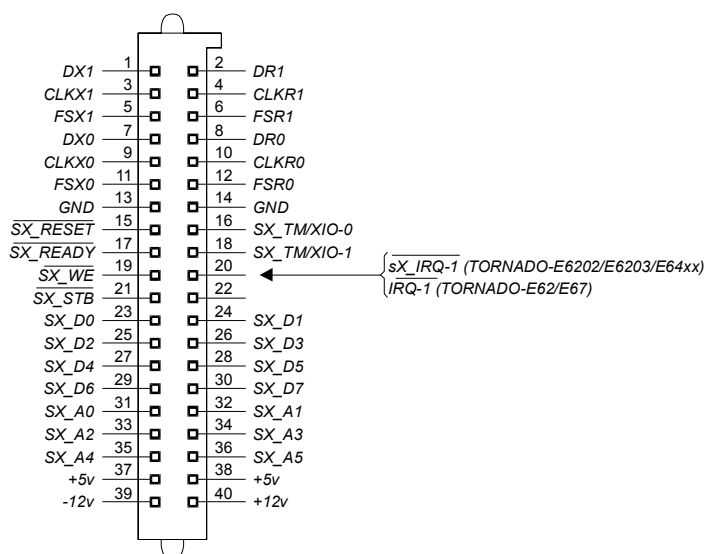 DX1 1 2 DR1
CLKX1 3 4 CLKR1
FSX1 5 6 FSR1
DX0 7 8 DR0
CLKX0 9 10 CLKR0
FSX0 11 12 FSR0
GND 13 14 GND
SX_RESET 15 16 SX_TM/XIO-0
SX_READY 17 18 SX_TM/XIO-1
SX_WE 19 20 sX_IRQ-1 (TORNADO-E6202/E6203/E64xx)
IRQ-1 (TORNADO-E62/E67)
SX_STB 21 22
SX_D0 23 24 SX_D1
SX_D2 25 26 SX_D3
SX_D4 27 28 SX_D5
SX_D6 29 30 SX_D7
SX_A0 31 32 SX_A1
SX_A2 33 34 SX_A3
SX_A4 35 36 SX_A5
+5v 37 38 +5v
-12v 39 40 +12v